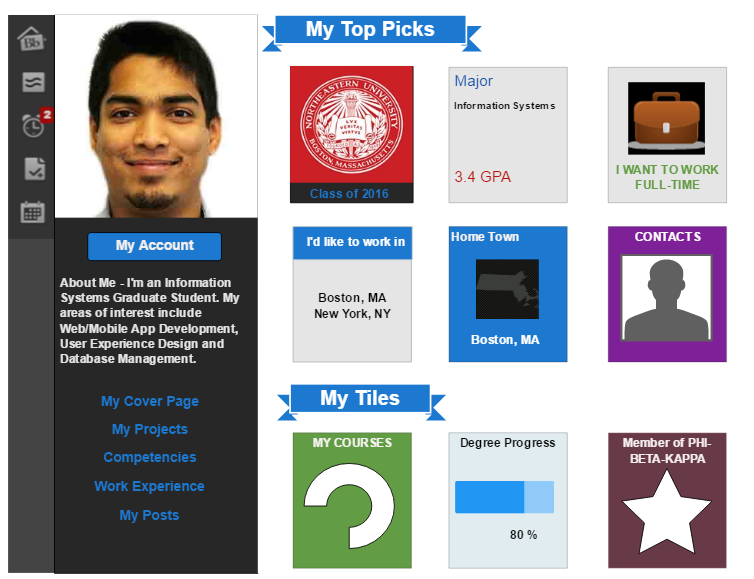 Bb
2
My Account
About Me - I'm an Information
Systems Graduate Student. My
areas of interest include
Web/Mobile App Development,
User Experience Design and
Database Management.
My Cover Page
My Projects
Competencies
Work Experience
My Posts
My Top Picks
NORTHEASTERN UNIVERSITY
LVX
VERITAS
VIRTVS
BOSTON, MASSACHUSETTS
Class of 2016
Major
Information Systems
3.4 GPA
I WANT TO WORK
FULL-TIME
I'd like to work in
Boston, MA
New York, NY
Home Town
Boston, MA
CONTACTS
My Tiles
MY COURSES
Degree Progress
80 %
Member of PHI-
BETA-KAPPA